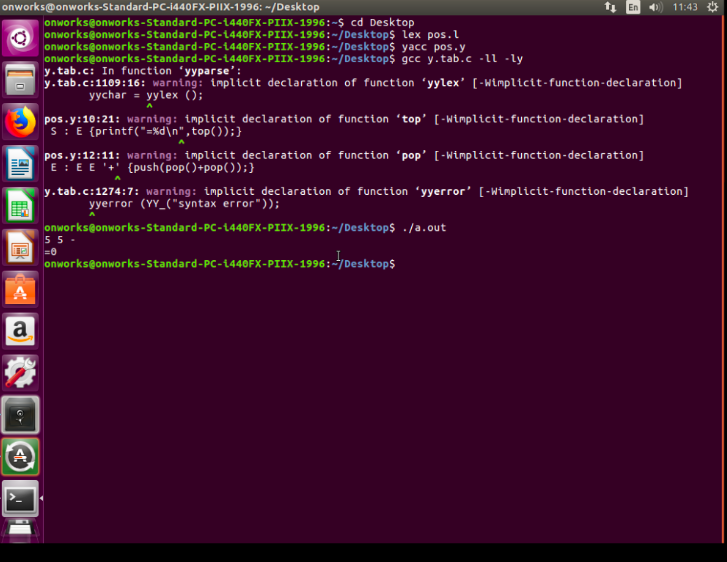 onworks@onworks-Standard-PC-i440FX-PIIX-1996: ~/Desktop En 11:43
onworks@onworks-Standard-PC-i440FX-PIIX-1996:~$ cd Desktop
onworks@onworks-Standard-PC-i440FX-PIIX-1996:~/Desktop$ lex pos.l
onworks@onworks-Standard-PC-i440FX-PIIX-1996:~/Desktop$ yacc pos.y
onworks@onworks-Standard-PC-i440FX-PIIX-1996:~/Desktop$ gcc y.tab.c -ll -ly
y.tab.c: In function ‘yyparse’:
y.tab.c:1109:16: warning: implicit declaration of function ‘yylex’ [-Wimplicit-function-declaration]
yychar = yylex ();
^
pos.y:10:21: warning: implicit declaration of function ‘top’ [-Wimplicit-function-declaration]
S : E {printf("=%d\n",top());}
^
pos.y:12:11: warning: implicit declaration of function ‘pop’ [-Wimplicit-function-declaration]
E : E E '+' {push(pop()+pop());}
^
y.tab.c:1274:7: warning: implicit declaration of function ‘yyerror’ [-Wimplicit-function-declaration]
yyerror (YY_("syntax error"));
^
onworks@onworks-Standard-PC-i440FX-PIIX-1996:~/Desktop$ ./a.out
5 5 -
=0
onworks@onworks-Standard-PC-i440FX-PIIX-1996:~/Desktop$